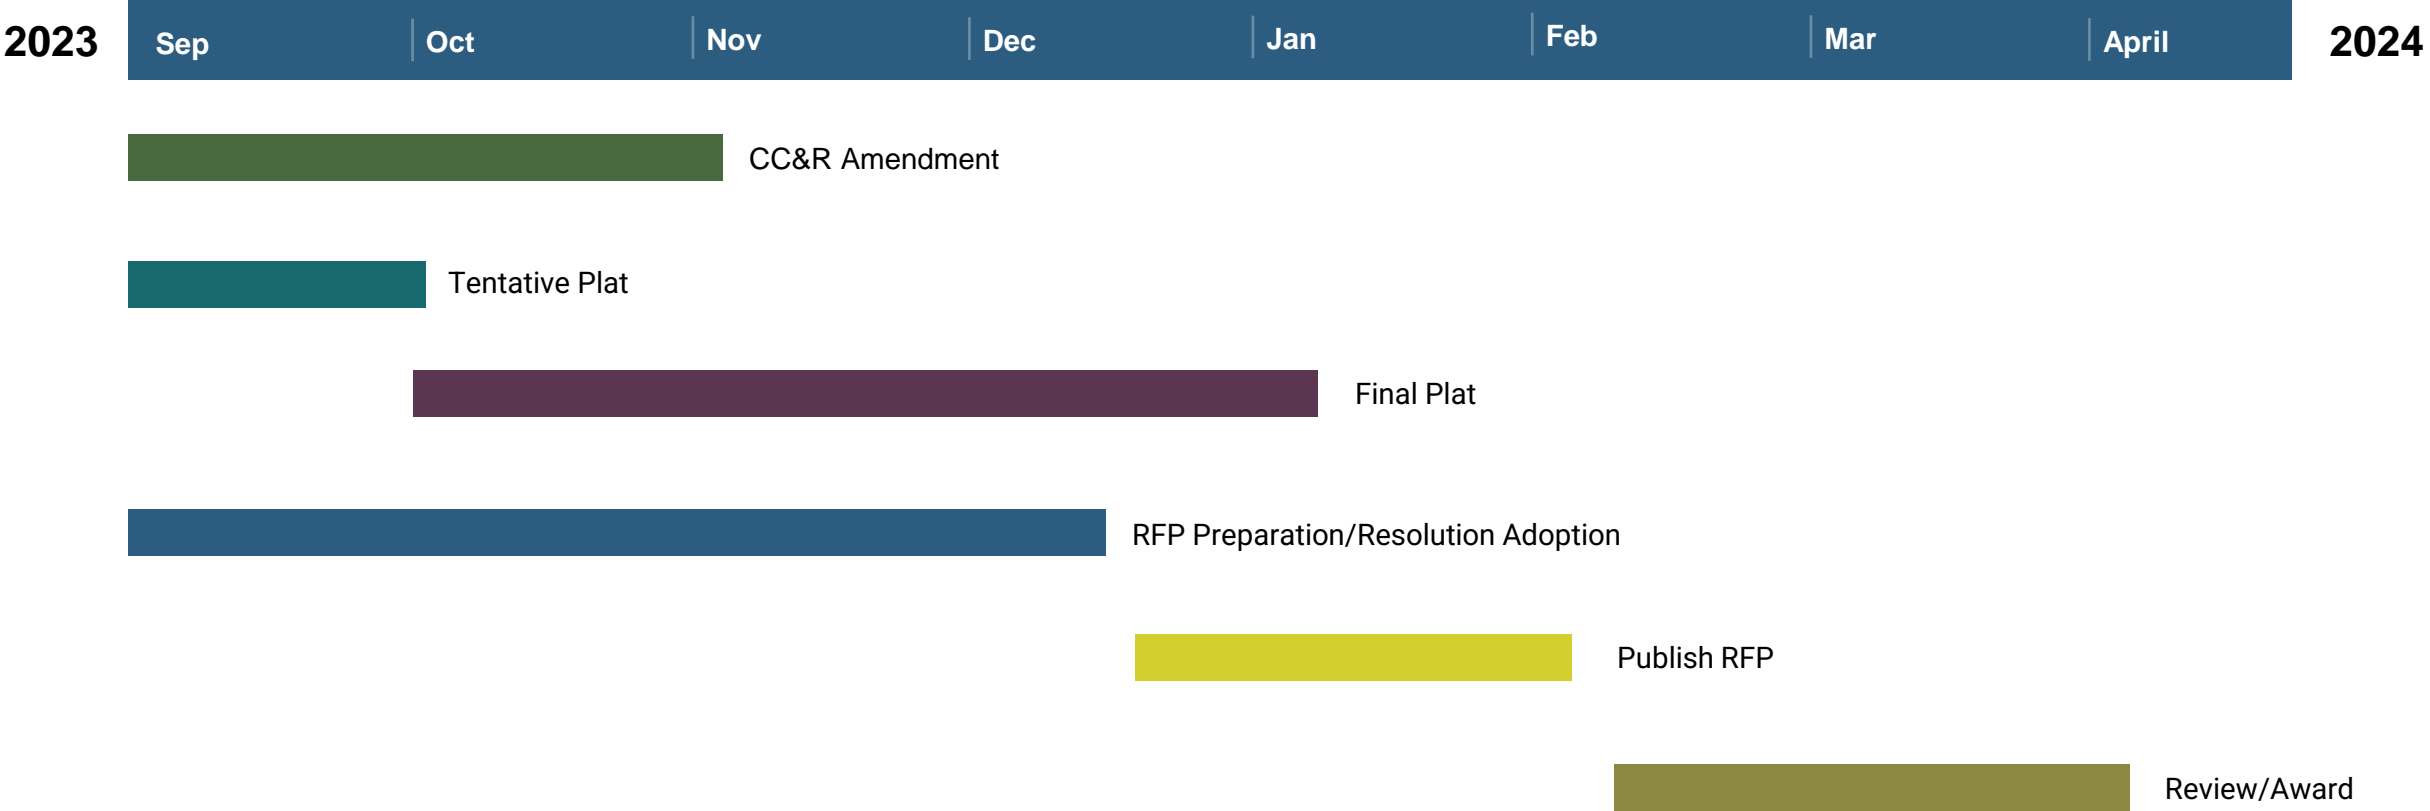 2023 Sep Oct Nov Dec Jan Feb Mar April 2024
CC&R Amendment
Tentative Plat
Final Plat
RFP Preparation/Resolution Adoption
Publish RFP
Review/Award